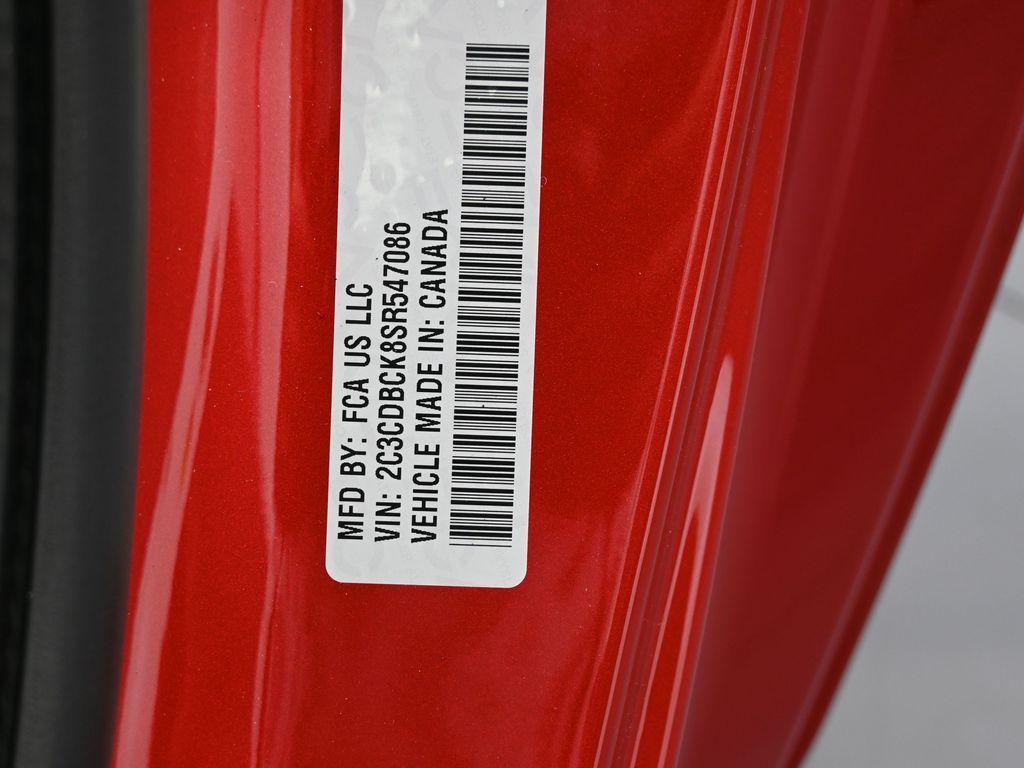 MFD BY: FCA US LLC
VIN: 2C3CDBCK8SR547086
VEHICLE MADE IN: CANADA